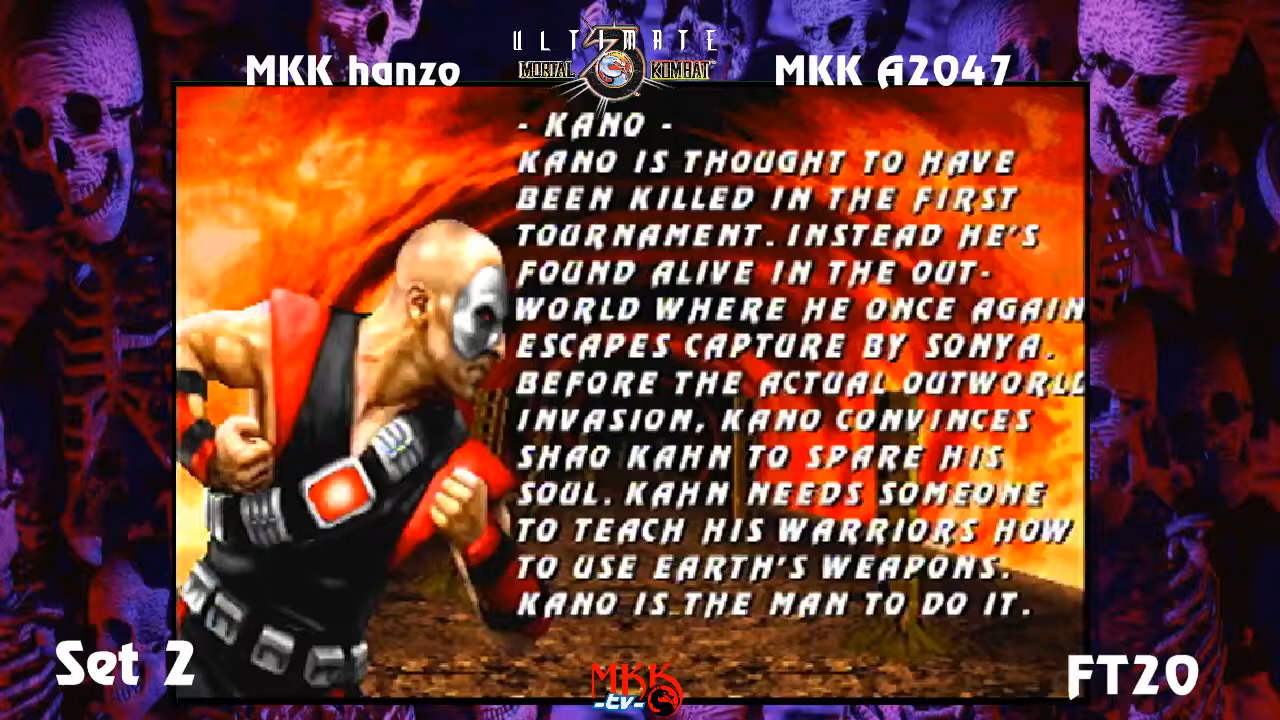 ULTIMATE
MKK hanzo
MORTAL 3 KOMBAT
MKK A2047
- KANO -
KANO IS THOUGHT TO HAVE
BEEN KILLED IN THE FIRST
TOURNAMENT. INSTEAD HE'S
FOUND ALIVE IN THE OUT-
WORLD WHERE HE ONCE AGAIN
ESCAPES CAPTURE BY SONYA.
BEFORE THE ACTUAL OUTWORLD
INVASION, KANO CONVINCES
SHAO KAHN TO SPARE HIS
SOUL. KAHN NEEDS SOMEONE
TO TEACH HIS WARRIORS HOW
TO USE EARTH'S WEAPONS.
KANO IS THE MAN TO DO IT.
Set 2
FT20
MKK
-tv-